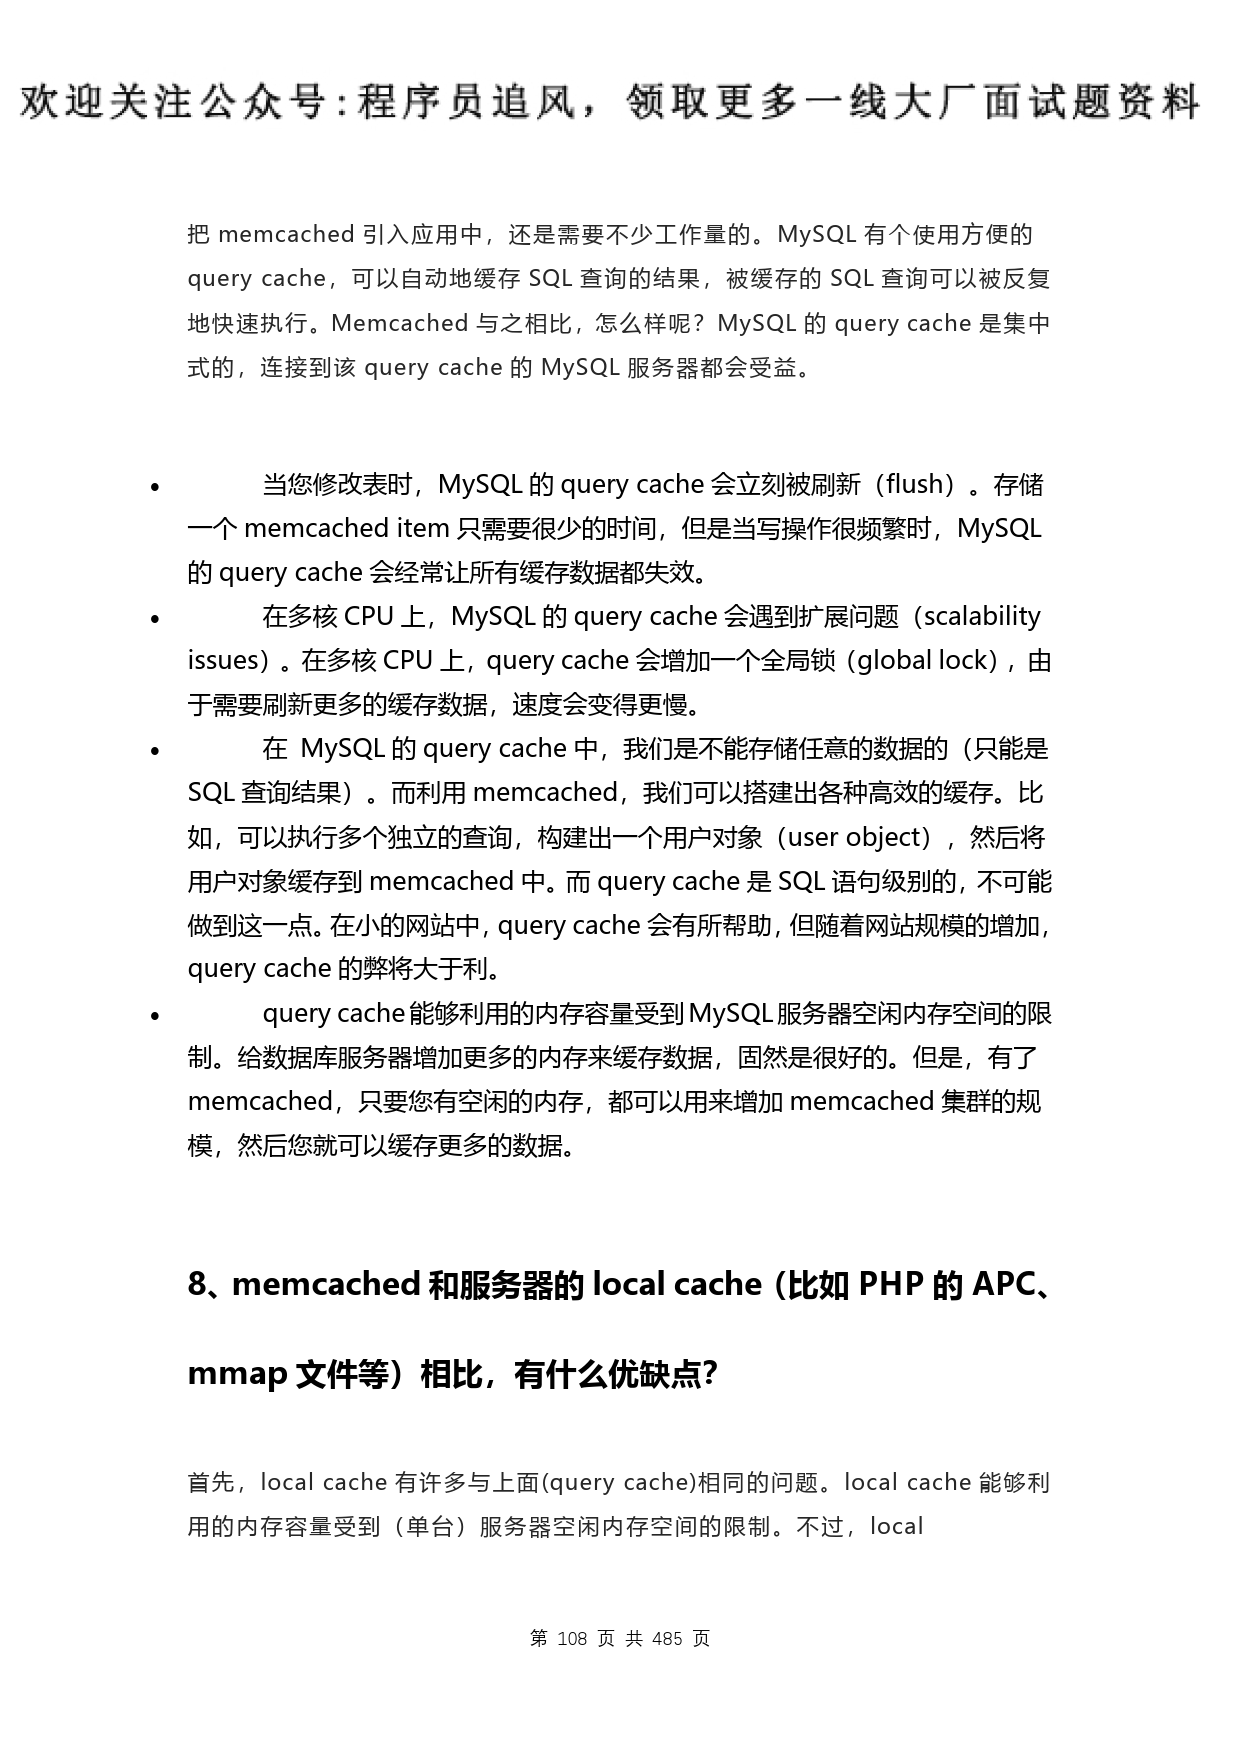 欢迎关注公众号:程序员追风，领取更多一线大厂面试题资料
把 memcached 引入应用中，还是需要不少工作量的。MySQL 有个使用方便的
query cache，可以自动地缓存 SQL 查询的结果，被缓存的 SQL 查询可以被反复
地快速执行。Memcached 与之相比，怎么样呢？MySQL 的 query cache 是集中
式的，连接到该 query cache 的 MySQL 服务器都会受益。
• 当您修改表时，MySQL 的 query cache 会立刻被刷新（flush）。存储
一个 memcached item 只需要很少的时间，但是当写操作很频繁时，MySQL
的 query cache 会经常让所有缓存数据都失效。
• 在多核 CPU 上，MySQL 的 query cache 会遇到扩展问题（scalability
issues）。在多核 CPU 上，query cache 会增加一个全局锁（global lock）, 由
于需要刷新更多的缓存数据，速度会变得更慢。
• 在 MySQL 的 query cache 中，我们是不能存储任意的数据的（只能是
SQL 查询结果）。而利用 memcached，我们可以搭建出各种高效的缓存。比
如，可以执行多个独立的查询，构建出一个用户对象（user object），然后将
用户对象缓存到 memcached 中。而 query cache 是 SQL 语句级别的，不可能
做到这一点。在小的网站中，query cache 会有所帮助，但随着网站规模的增加，
query cache 的弊将大于利。
• query cache 能够利用的内存容量受到 MySQL 服务器空闲内存空间的限
制。给数据库服务器增加更多的内存来缓存数据，固然是很好的。但是，有了
memcached，只要您有空闲的内存，都可以用来增加 memcached 集群的规
模，然后您就可以缓存更多的数据。
8、memcached 和服务器的 local cache（比如 PHP 的 APC、
mmap 文件等）相比，有什么优缺点？
首先，local cache 有许多与上面(query cache)相同的问题。local cache 能够利
用的内存容量受到（单台）服务器空闲内存空间的限制。不过，local
第 108 页 共 485 页